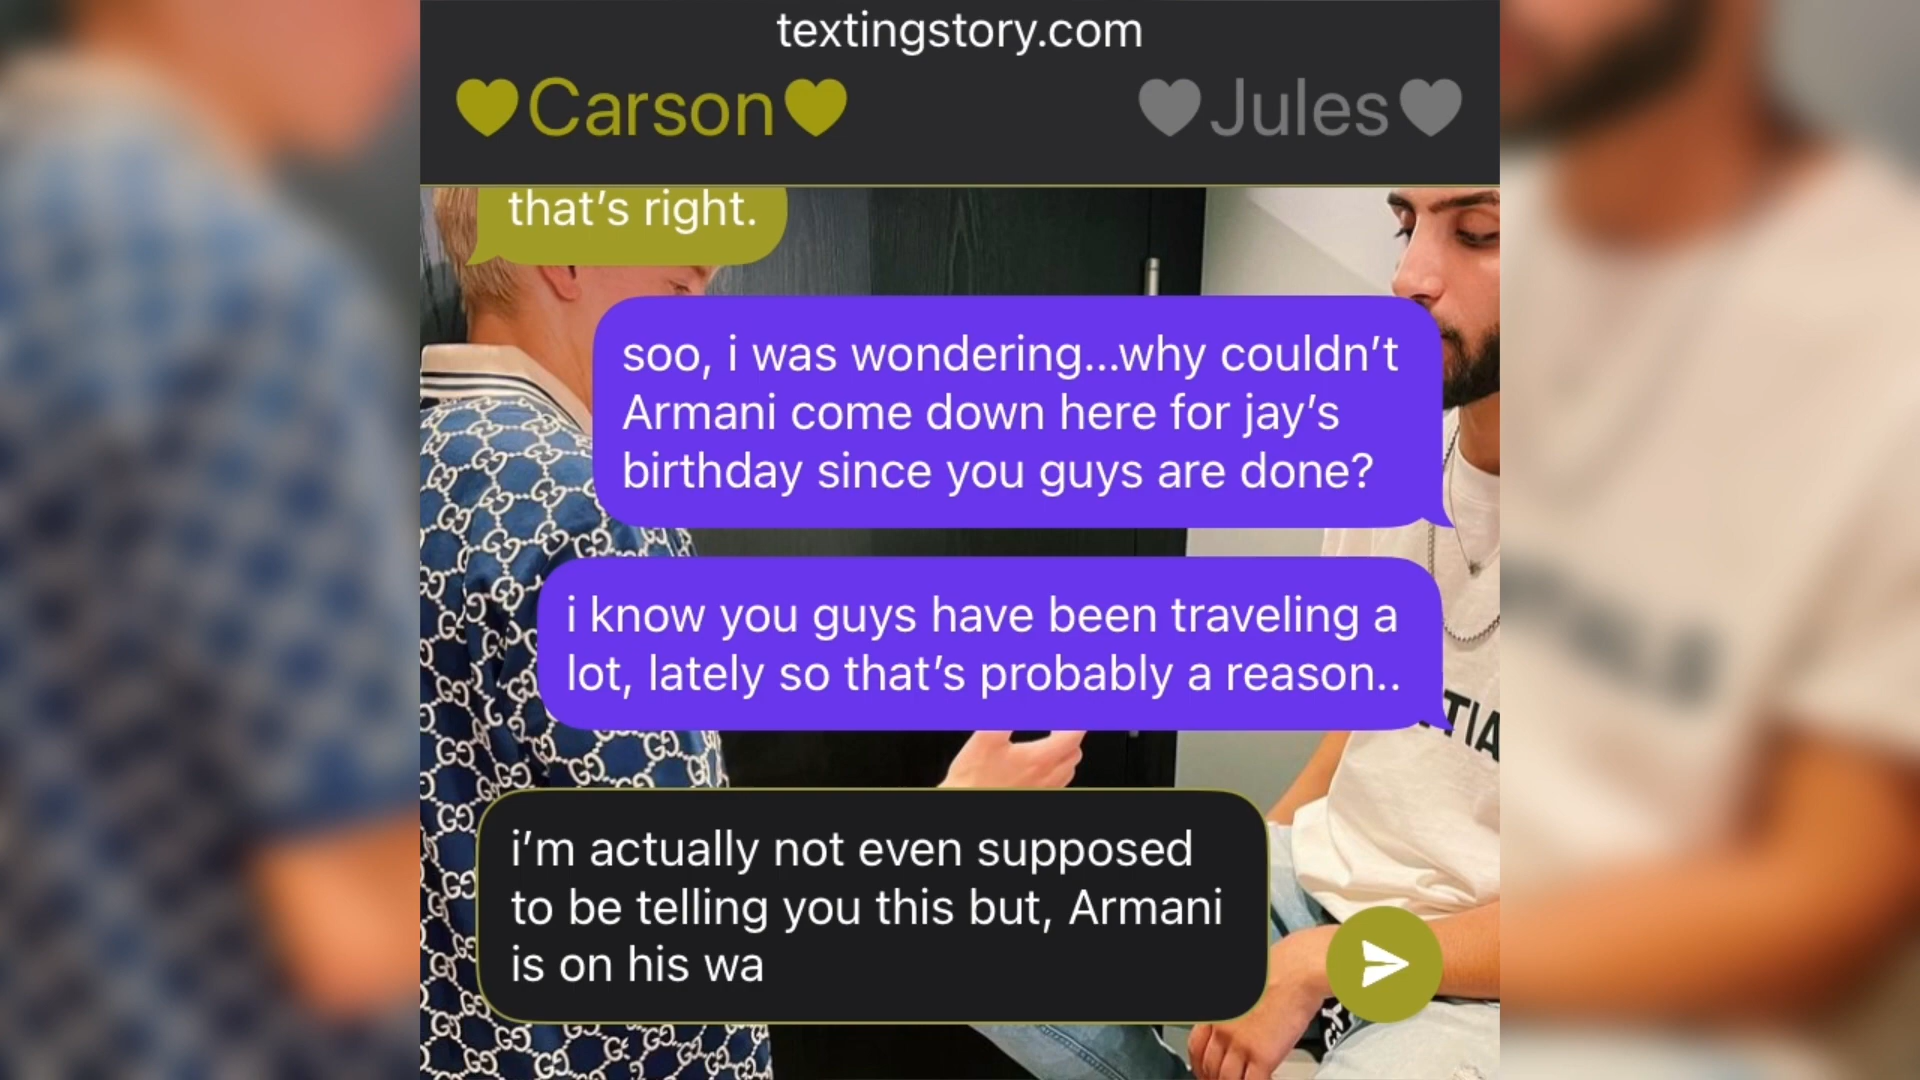 textingstory.com
♥Carson♥
♥Jules♥
that’s right.
soo, i was wondering...why couldn’t
Armani come down here for jay’s
birthday since you guys are done?
i know you guys have been traveling a
lot, lately so that’s probably a reason..
i’m actually not even supposed
to be telling you this but, Armani
is on his wa